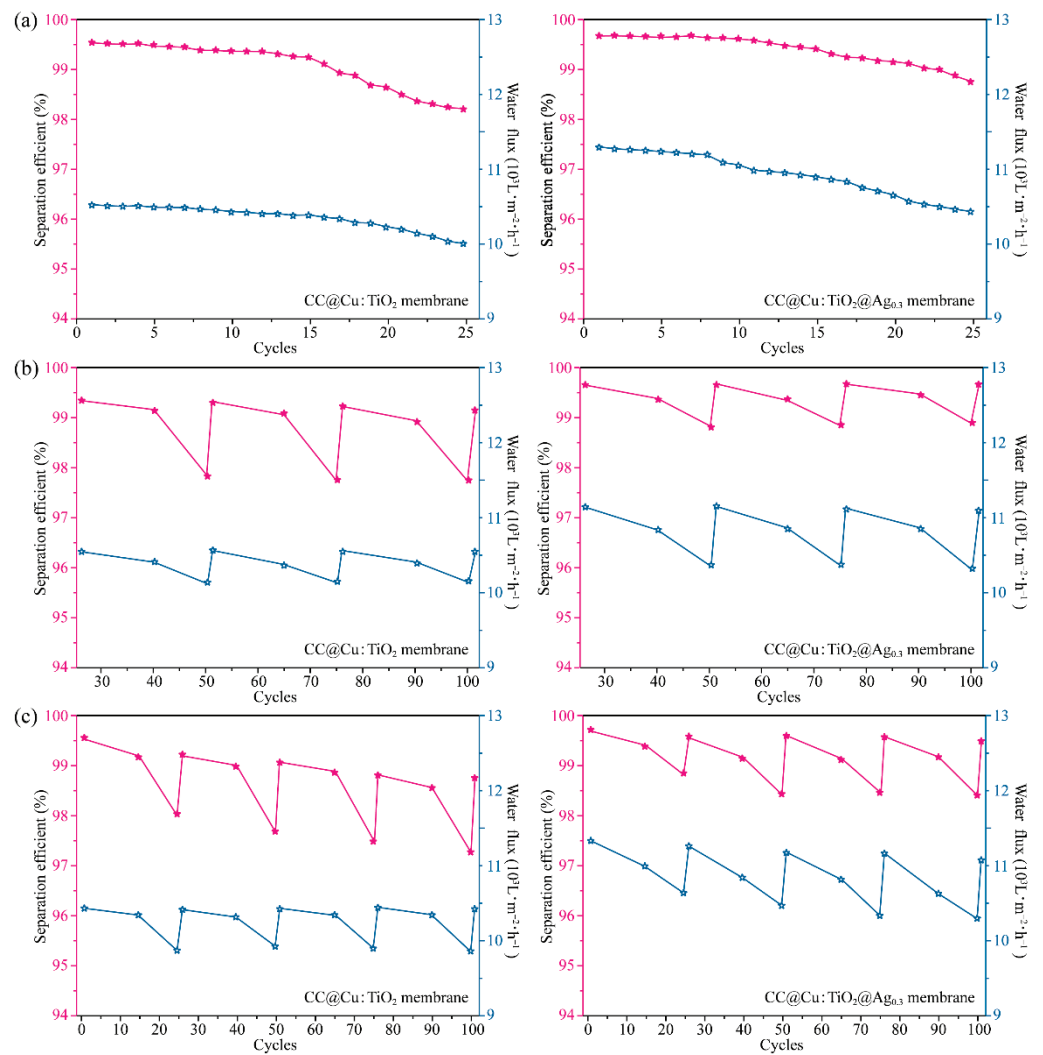 (a)
100
99
98
97
96
95
94
Separation efficient (%)
13
12
11
10
9
Water flux (10³L·m⁻²·h⁻¹)
CC@Cu:TiO₂ membrane
0 5 10 15 20 25
Cycles
100
99
98
97
96
95
94
Separation efficient (%)
13
12
11
10
9
Water flux (10³L·m⁻²·h⁻¹)
CC@Cu:TiO₂@Ag₀.₃ membrane
0 5 10 15 20 25
Cycles
(b)
100
99
98
97
96
95
94
Separation efficient (%)
13
12
11
10
9
Water flux (10³L·m⁻²·h⁻¹)
CC@Cu:TiO₂ membrane
30 40 50 60 70 80 90 100
Cycles
100
99
98
97
96
95
94
Separation efficient (%)
13
12
11
10
9
Water flux (10³L·m⁻²·h⁻¹)
CC@Cu:TiO₂@Ag₀.₃ membrane
30 40 50 60 70 80 90 100
Cycles
(c)
100
99
98
97
96
95
94
Separation efficient (%)
13
12
11
10
9
Water flux (10³L·m⁻²·h⁻¹)
CC@Cu:TiO₂ membrane
0 10 20 30 40 50 60 70 80 90 100
Cycles
100
99
98
97
96
95
94
Separation efficient (%)
13
12
11
10
9
Water flux (10³L·m⁻²·h⁻¹)
CC@Cu:TiO₂@Ag₀.₃ membrane
0 10 20 30 40 50 60 70 80 90 100
Cycles